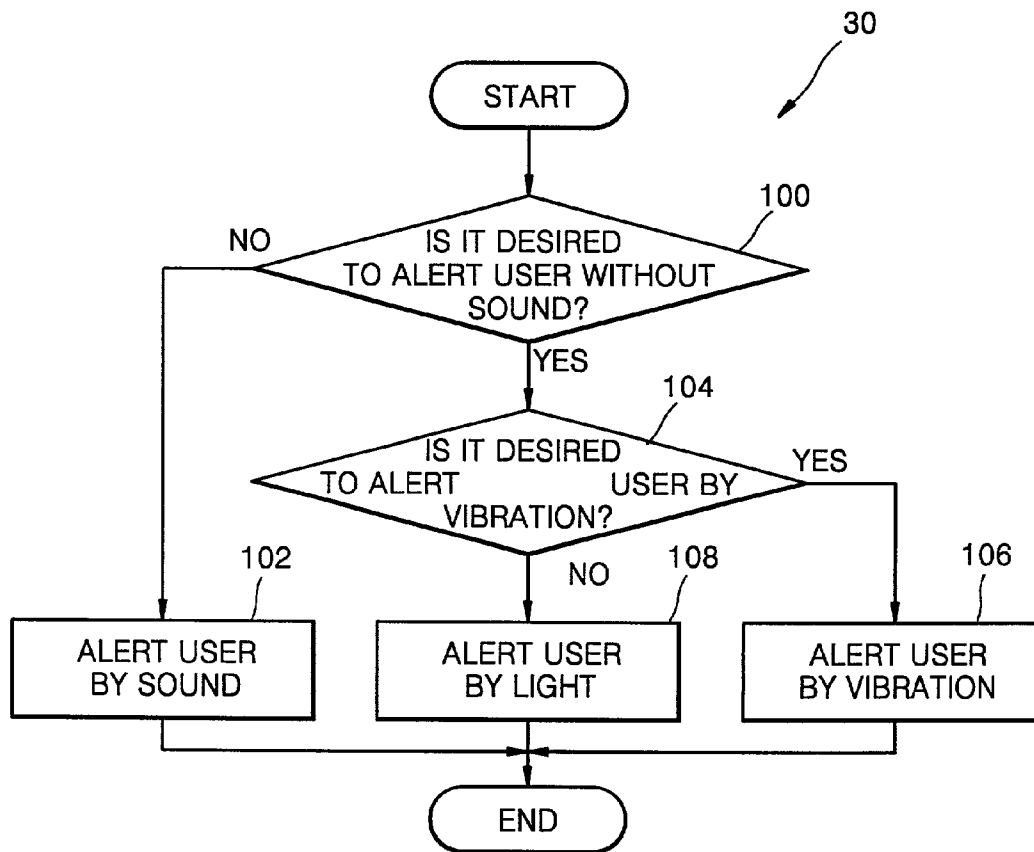 30
START
100
NO
IS IT DESIRED
TO ALERT USER WITHOUT
SOUND?
YES
104
IS IT DESIRED
TO ALERT USER BY
VIBRATION?
YES
NO
102
ALERT USER
BY SOUND
108
ALERT USER
BY LIGHT
106
ALERT USER
BY VIBRATION
END